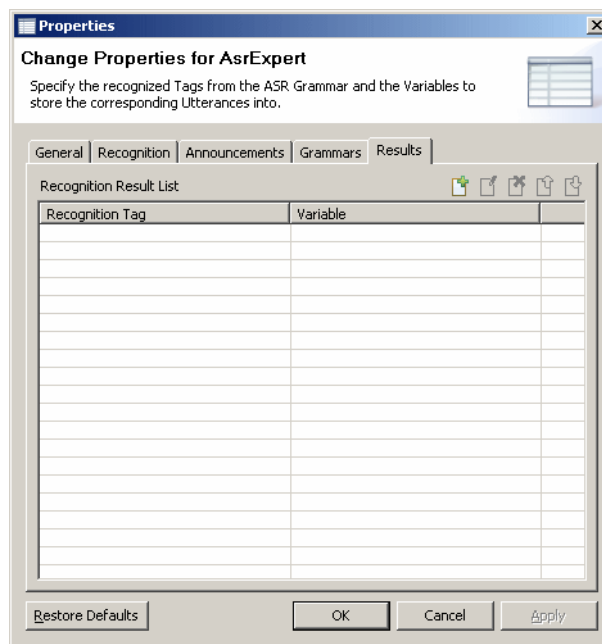 Properties
Change Properties for AsrExpert
Specify the recognized Tags from the ASR Grammar and the Variables to
store the corresponding Utterances into.
General Recognition Announcements Grammars Results
Recognition Result List
Recognition Tag Variable
Restore Defaults OK Cancel Apply